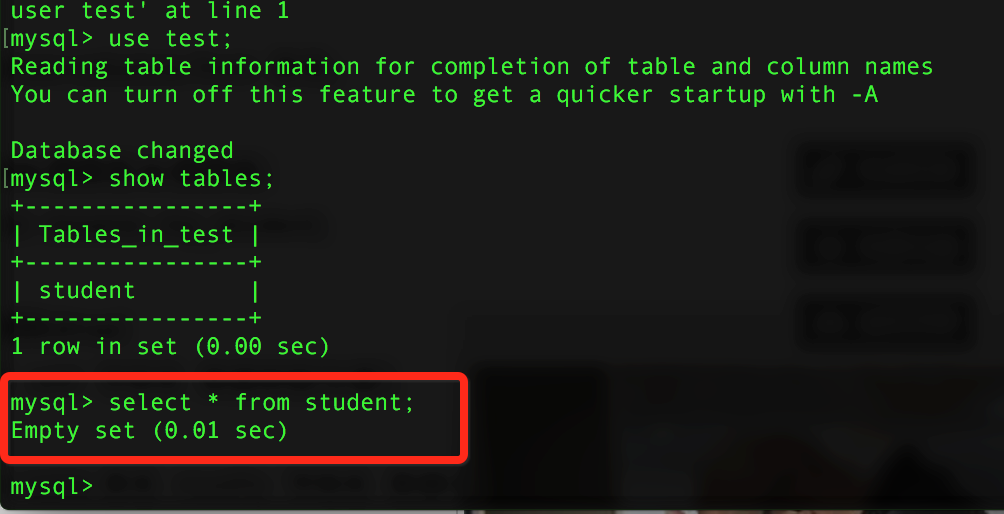 user test' at line 1
[mysql> use test;
Reading table information for completion of table and column names
You can turn off this feature to get a quicker startup with -A
Database changed
[mysql> show tables;
+----------------+
| Tables_in_test |
+----------------+
| student        |
+----------------+
1 row in set (0.00 sec)
mysql> select * from student;
Empty set (0.01 sec)
mysql>